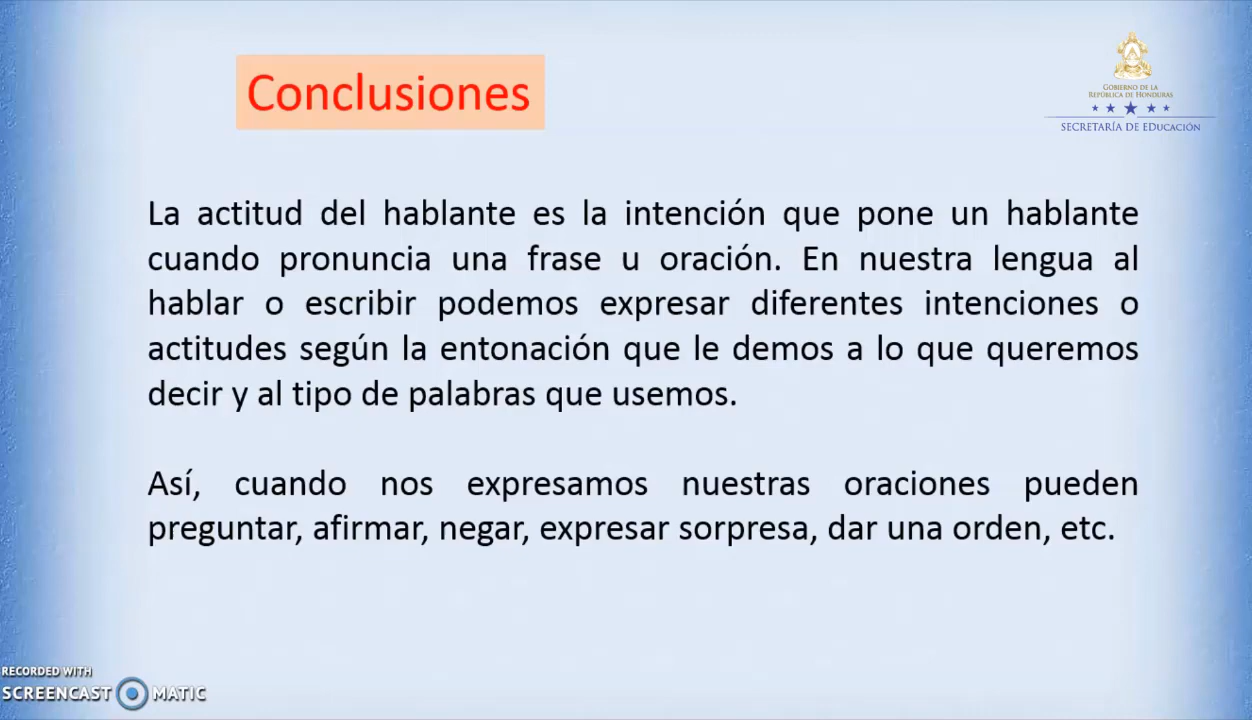 Conclusiones
GOBIERNO DE LA
REPÚBLICA DE HONDURAS
SECRETARÍA DE EDUCACIÓN
La actitud del hablante es la intención que pone un hablante
cuando pronuncia una frase u oración. En nuestra lengua al
hablar o escribir podemos expresar diferentes intenciones o
actitudes según la entonación que le demos a lo que queremos
decir y al tipo de palabras que usemos.
Así, cuando nos expresamos nuestras oraciones pueden
preguntar, afirmar, negar, expresar sorpresa, dar una orden, etc.
RECORDED WITH
SCREENCAST MATIC